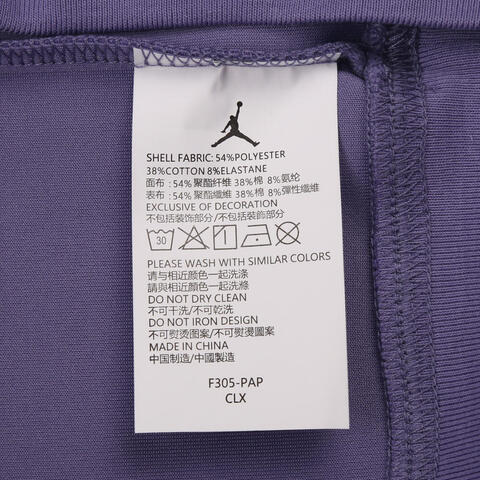 SHELL FABRIC: 54%POLYESTER
38%COTTON 8%ELASTANE
面布 : 54% 聚酯纤维 38% 棉 8% 氨纶
表布 : 54% 聚酯纖維 38% 棉 8% 彈性纖維
EXCLUSIVE OF DECORATION
不包括装饰部分/不包括裝飾部分
30
PLEASE WASH WITH SIMILAR COLORS
请与相近颜色一起洗涤
請與相近顏色一起洗滌
DO NOT DRY CLEAN
不可干洗/不可乾洗
DO NOT IRON DESIGN
不可熨烫图案/不可熨燙圖案
MADE IN CHINA
中国制造/中國製造
F305-PAP
CLX